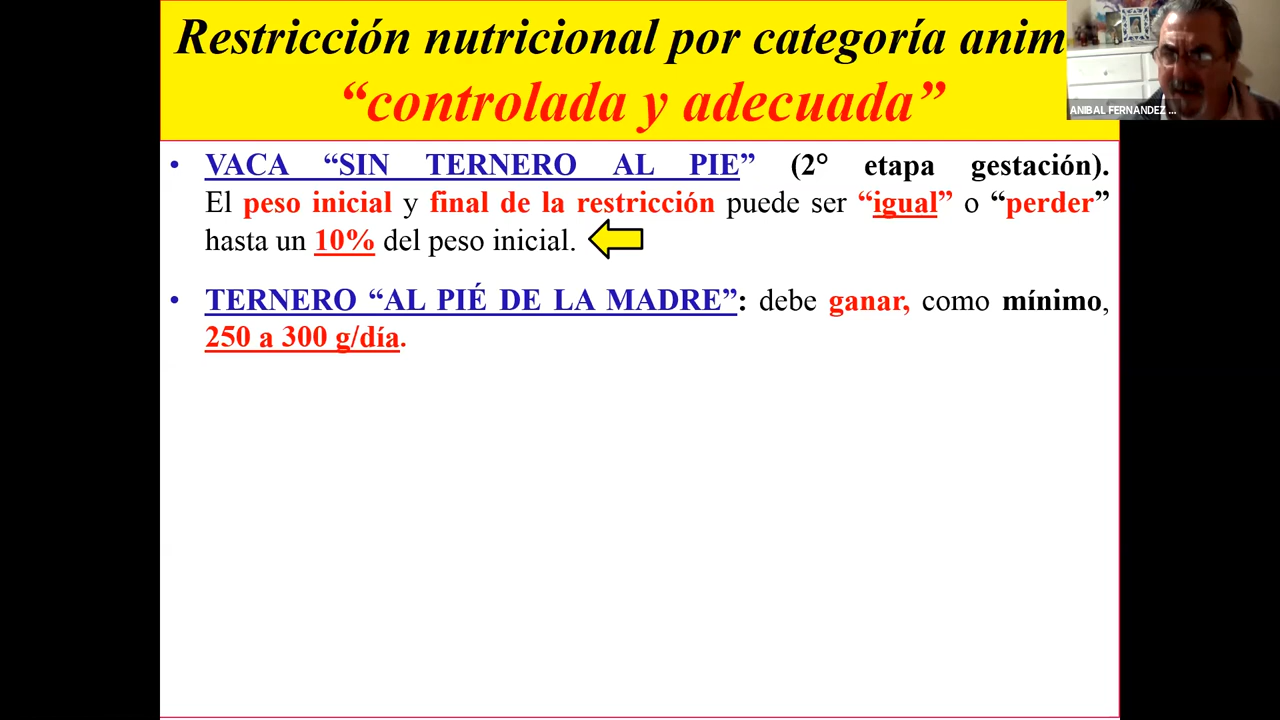 Restricción nutricional por categoría anim
“controlada y adecuada”
ANIBAL FERNANDEZ ...
• VACA “SIN TERNERO AL PIE” (2° etapa gestación).
El peso inicial y final de la restricción puede ser “igual” o “perder”
hasta un 10% del peso inicial.
• TERNERO “AL PIÉ DE LA MADRE”: debe ganar, como mínimo,
250 a 300 g/día.